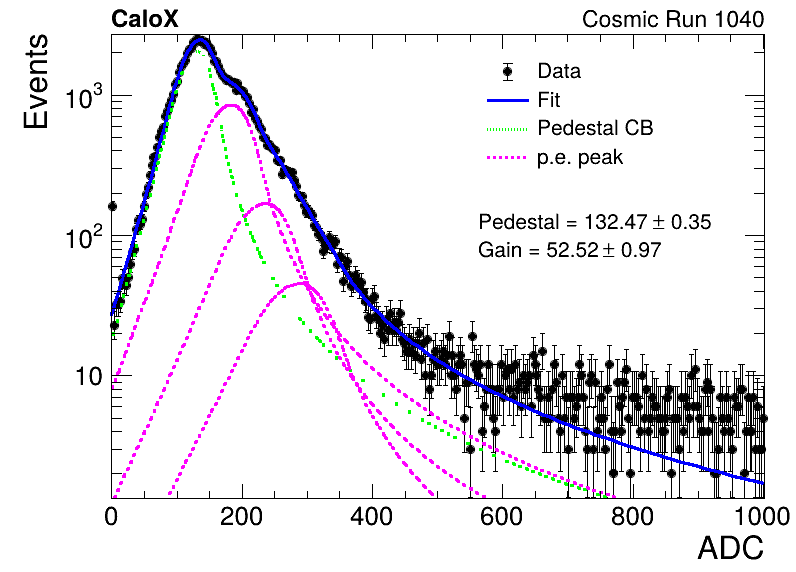 CaloX Cosmic Run 1040
Events
10³
10²
10
Data
Fit
Pedestal CB
p.e. peak
Pedestal = 132.47 ± 0.35
Gain = 52.52 ± 0.97
0 200 400 600 800 1000
ADC